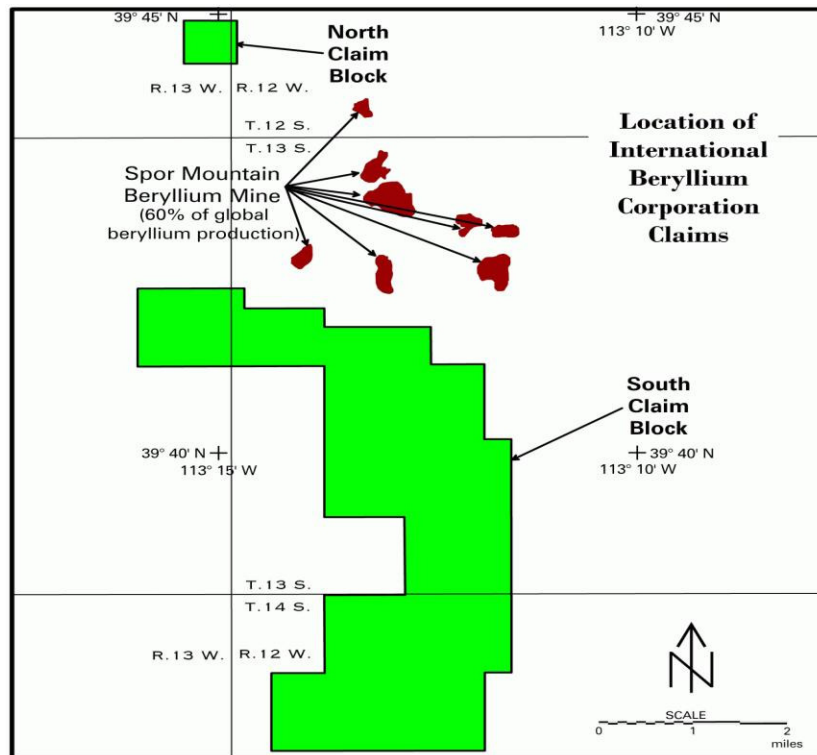 39° 45' N
39° 45' N
113° 10' W
North
Claim
Block
R.13 W.
R.12 W.
T.12 S.
T.13 S.
Location of
International
Beryllium
Corporation
Claims
Spor Mountain
Beryllium Mine
(60% of global
beryllium production)
South
Claim
Block
39° 40' N
113° 15' W
39° 40' N
113° 10' W
T.13 S.
T.14 S.
R.13 W.
R.12 W.
N
SCALE
0 1 2
miles